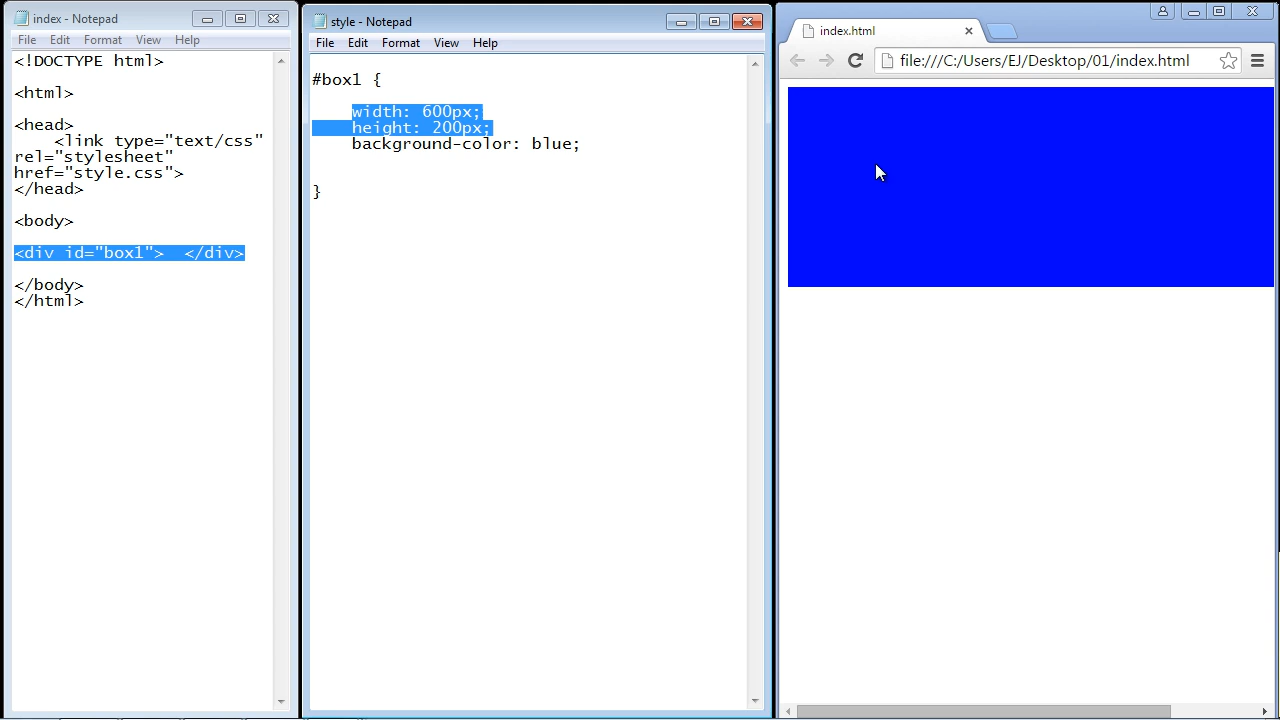 index - Notepad
File Edit Format View Help
<!DOCTYPE html>
<html>
<head>
<link type="text/css"
rel="stylesheet"
href="style.css">
</head>
<body>
<div id="box1"> </div>
</body>
</html>
style - Notepad
File Edit Format View Help
#box1 {
width: 600px;
height: 200px;
background-color: blue;
}
index.html
file:///C:/Users/EJ/Desktop/01/index.html